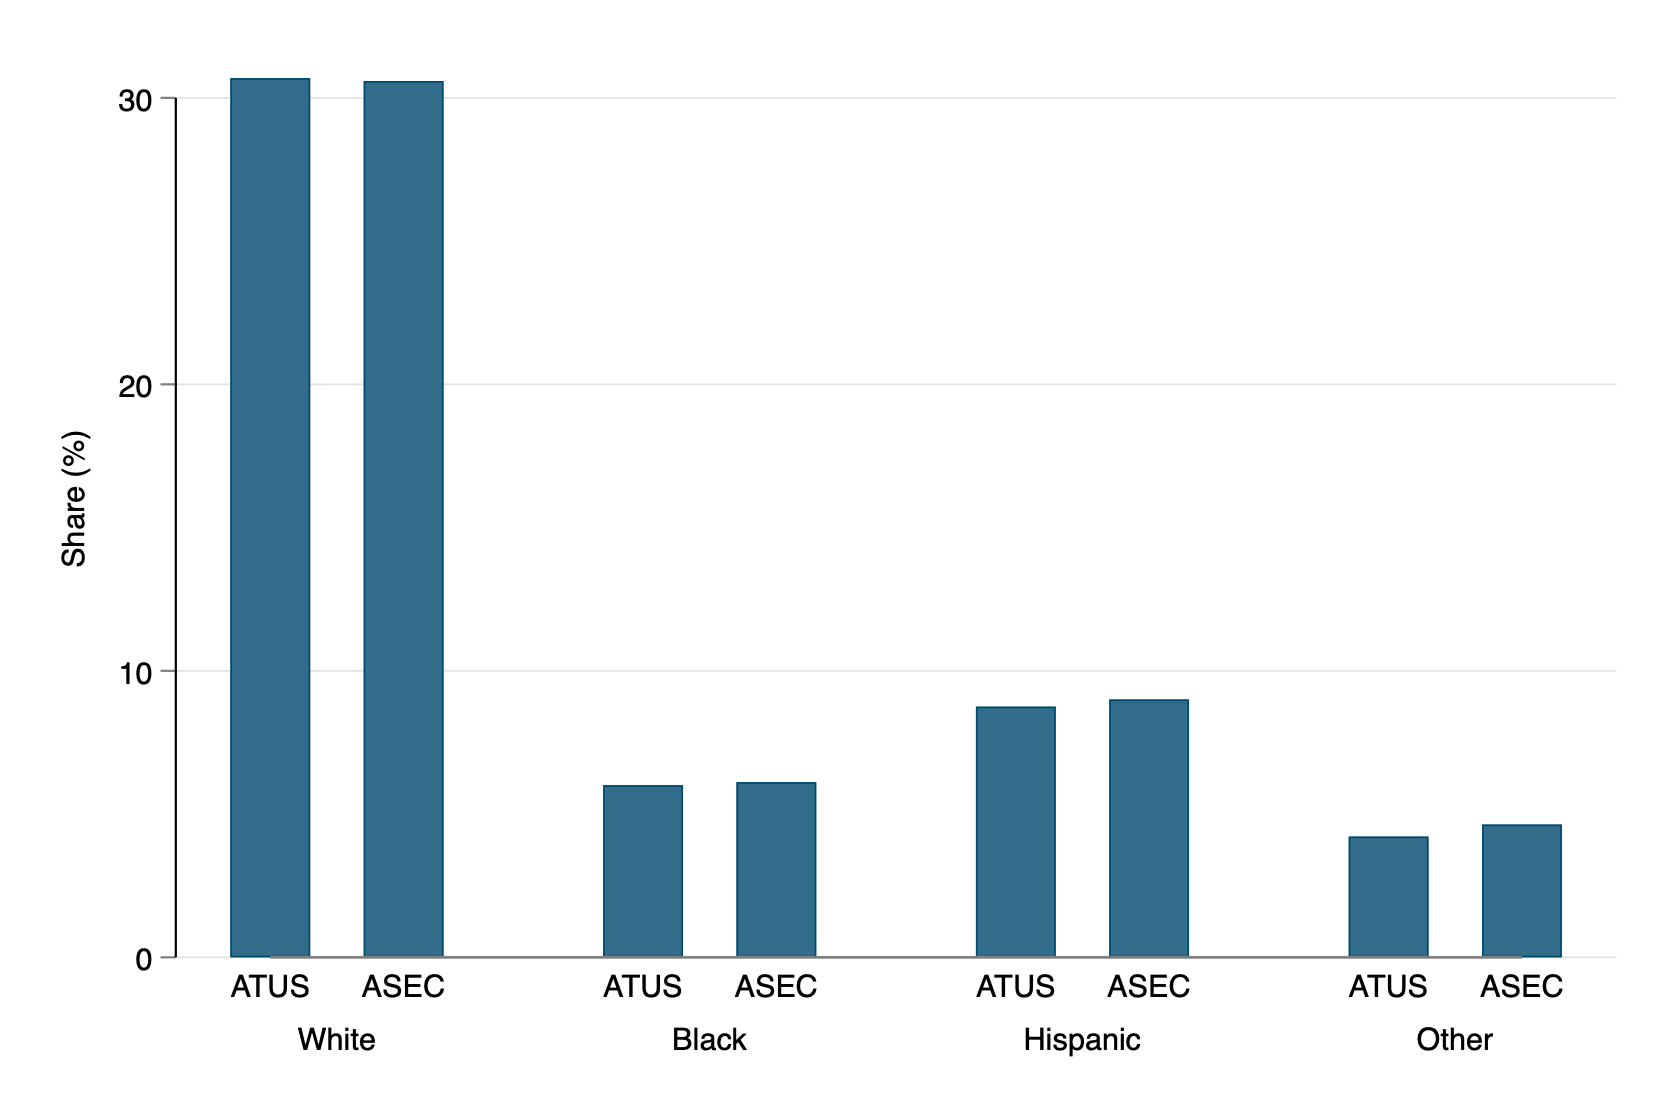 Share (%)
30
20
10
0
ATUS ASEC ATUS ASEC ATUS ASEC ATUS ASEC
White Black Hispanic Other